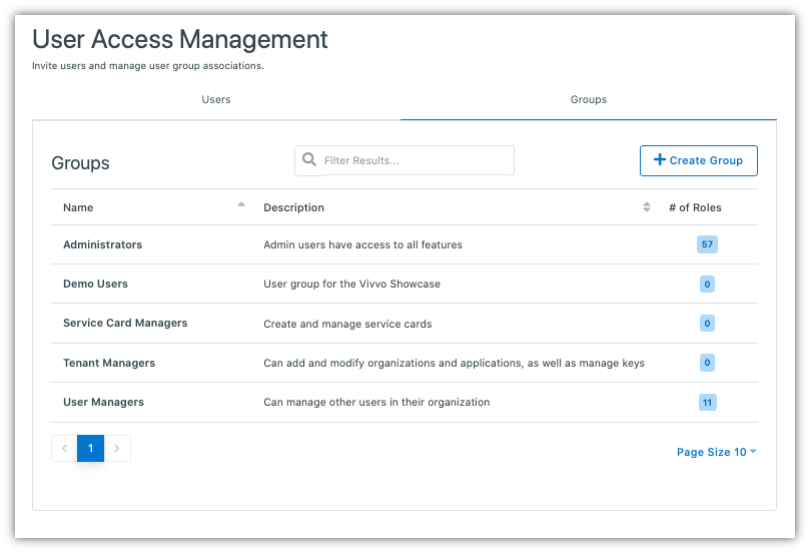 User Access Management
Invite users and manage user group associations.
Users Groups
Groups Filter Results... Create Group
Name Description # of Roles
Administrators Admin users have access to all features 57
Demo Users User group for the Vivvo Showcase 0
Service Card Managers Create and manage service cards 0
Tenant Managers Can add and modify organizations and applications, as well as manage keys 0
User Managers Can manage other users in their organization 11
1 Page Size 10